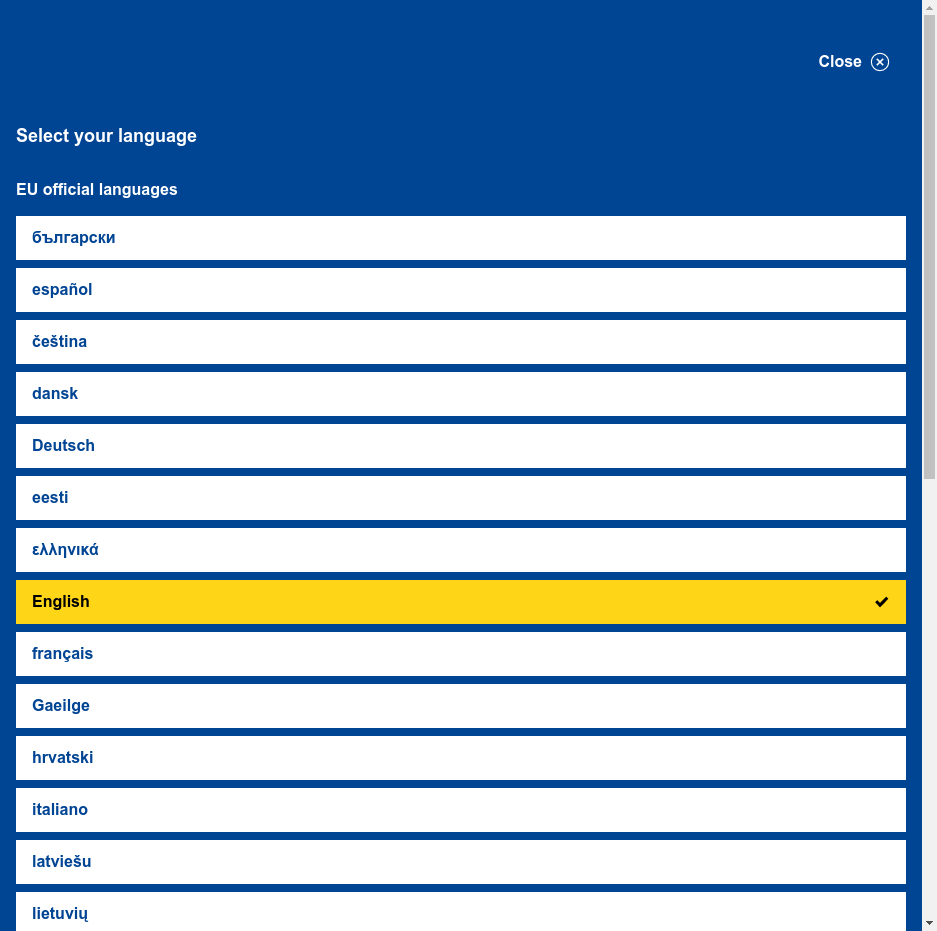 Close
Select your language
EU official languages
български
español
čeština
dansk
Deutsch
eesti
ελληνικά
English
français
Gaeilge
hrvatski
italiano
latviešu
lietuvių